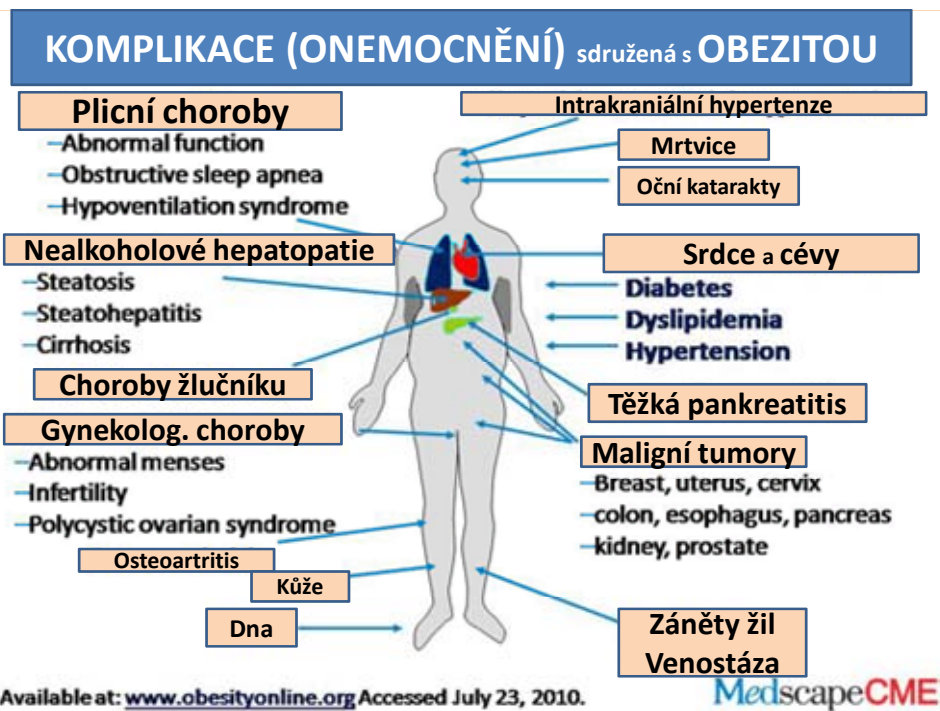 KOMPLIKACE (ONEMOCNĚNÍ) sdružená s OBEZITOU
Plicní choroby
–Abnormal function
–Obstructive sleep apnea
–Hypoventilation syndrome
Nealkoholové hepatopatie
–Steatosis
–Steatohepatitis
–Cirrhosis
Choroby žlučníku
Gynekolog. choroby
–Abnormal menses
–Infertility
–Polycystic ovarian syndrome
Osteoartritis
Kůže
Dna
Intrakraniální hypertenze
Mrtvice
Oční katarakty
Srdce a cévy
Diabetes
Dyslipidemia
Hypertension
Těžká pankreatitis
Maligní tumory
–Breast, uterus, cervix
–colon, esophagus, pancreas
–kidney, prostate
Záněty žil
Venostáza
Available at: www.obesityonline.org Accessed July 23, 2010.
MedscapeCME